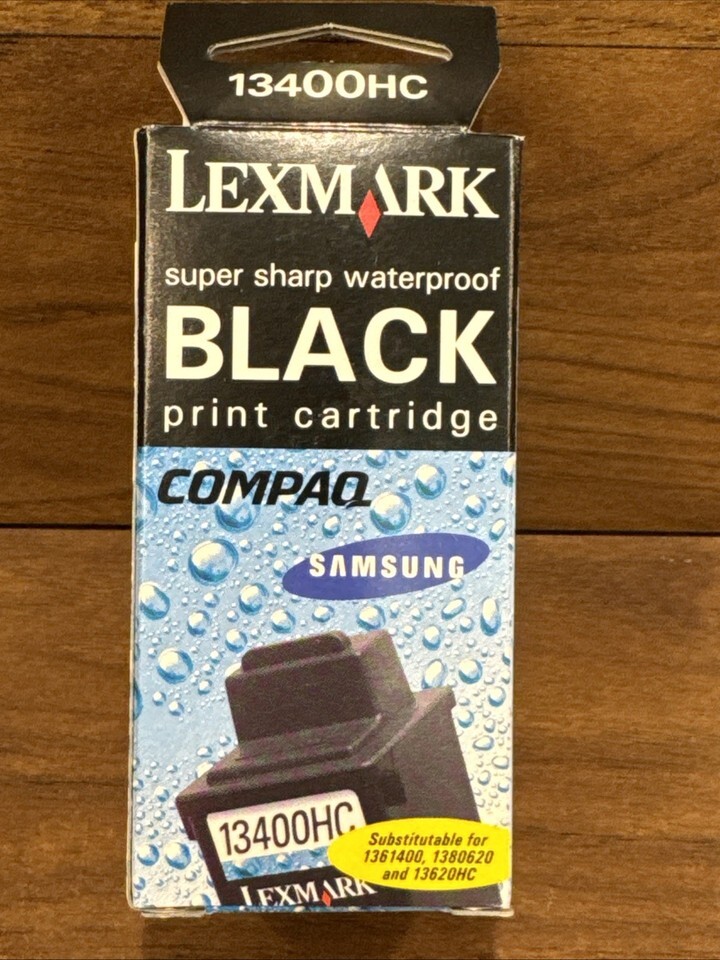 13400HC
LEXMARK
super sharp waterproof
BLACK
print cartridge
COMPAQ
SAMSUNG
13400HC
LEXMARK
Substitutable for
1361400, 1380620
and 13620HC